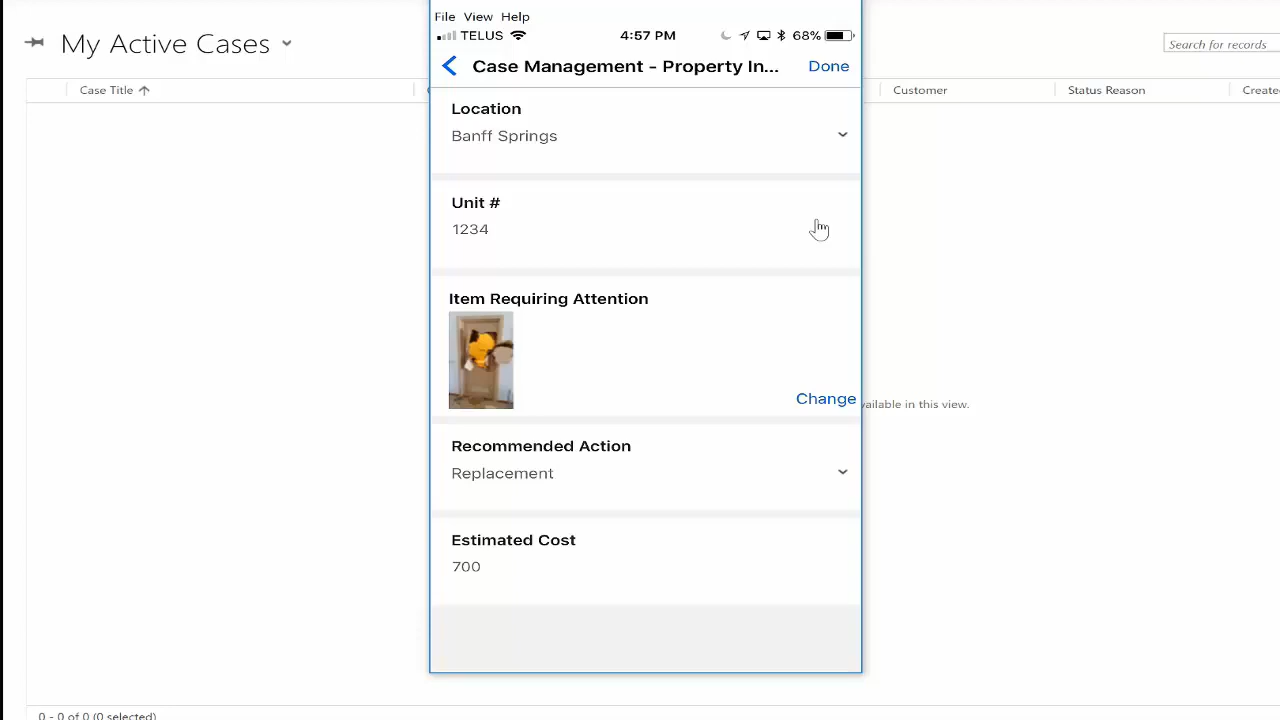 File View Help
TELUS 4:57 PM 68%
My Active Cases
Search for records
Case Management - Property In... Done
Case Title Customer Status Reason Create
Location
Banff Springs
Unit #
1234
Item Requiring Attention
Change
vailable in this view.
Recommended Action
Replacement
Estimated Cost
700
0 - 0 of 0 (0 selected)